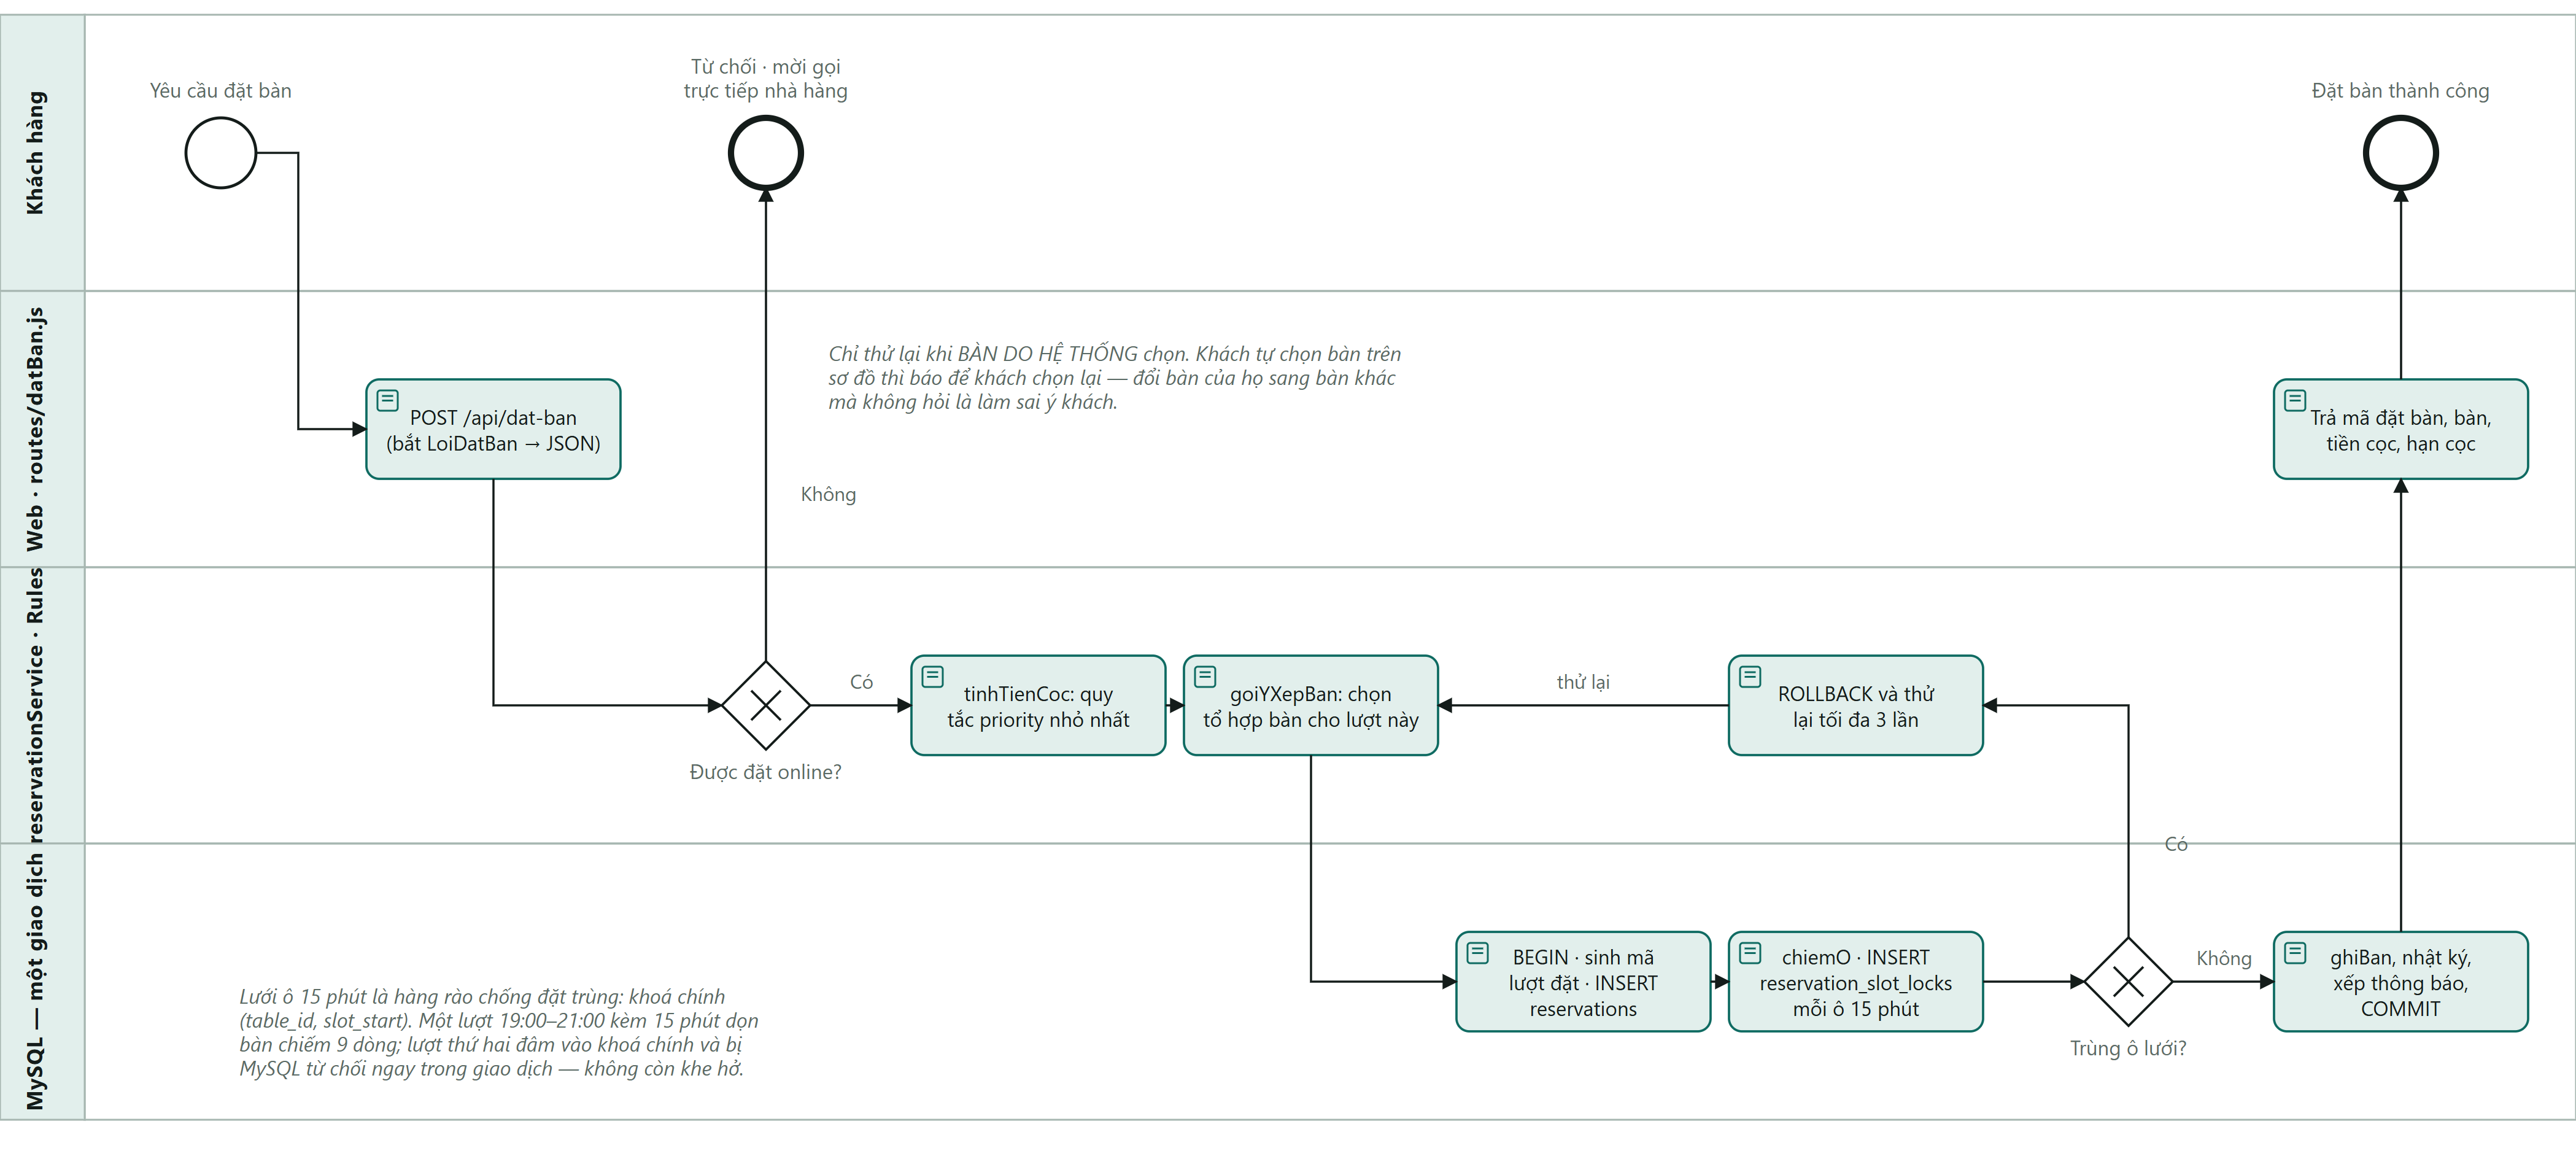 Khách hàng
Yêu cầu đặt bàn
Từ chối · mời gọi
trực tiếp nhà hàng
Đặt bàn thành công
Web · routes/datBan.js
POST /api/dat-ban
(bắt LoiDatBan → JSON)
Chỉ thử lại khi BÀN DO HỆ THỐNG chọn. Khách tự chọn bàn trên
sơ đồ thì báo để khách chọn lại — đổi bàn của họ sang bàn khác
mà không hỏi là làm sai ý khách.
Không
Trả mã đặt bàn, bàn,
tiền cọc, hạn cọc
reservationService · Rules
Được đặt online?
Có
tinhTienCoc: quy
tắc priority nhỏ nhất
goiYXepBan: chọn
tổ hợp bàn cho lượt này
thử lại
ROLLBACK và thử
lại tối đa 3 lần
Có
MySQL — một giao dịch
Lưới ô 15 phút là hàng rào chống đặt trùng: khoá chính
(table_id, slot_start). Một lượt 19:00–21:00 kèm 15 phút dọn
bàn chiếm 9 dòng; lượt thứ hai đâm vào khoá chính và bị
MySQL từ chối ngay trong giao dịch — không còn khe hở.
BEGIN · sinh mã
lượt đặt · INSERT
reservations
chiemO · INSERT
reservation_slot_locks
mỗi ô 15 phút
Trùng ô lưới?
Không
ghiBan, nhật ký,
xếp thông báo,
COMMIT